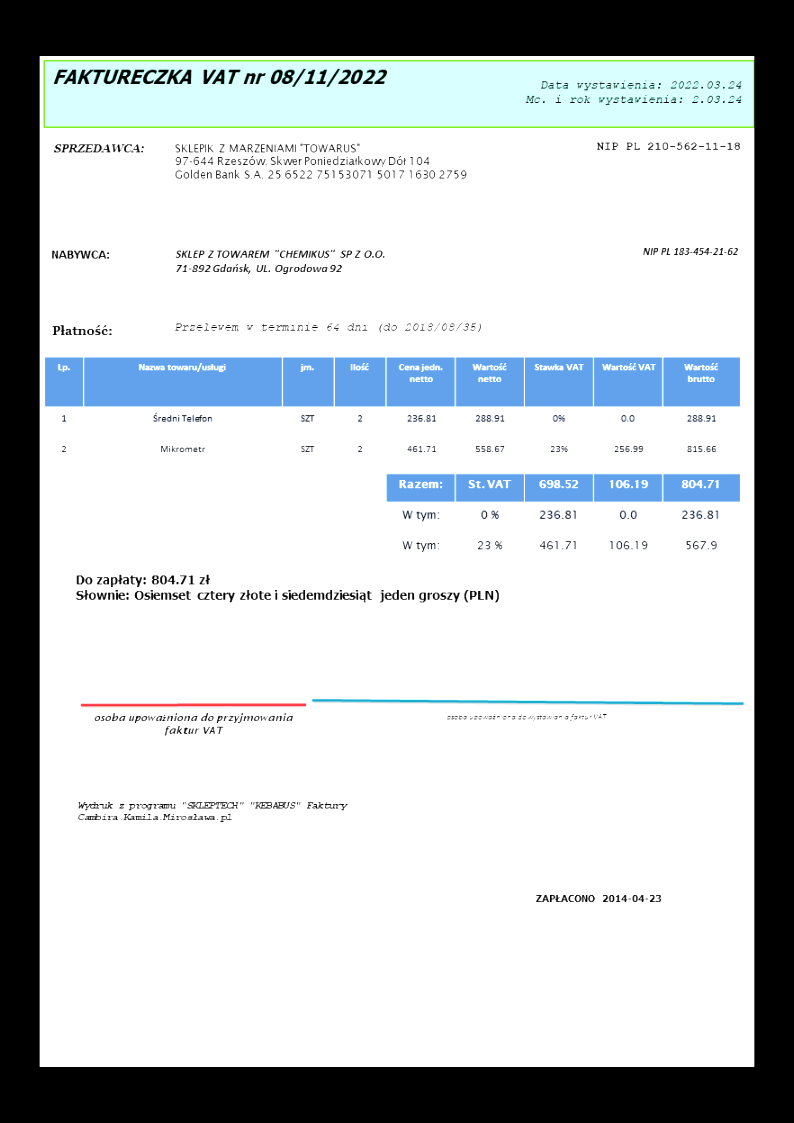 FAKTURECZKA VAT nr 08/11/2022
Data wystawienia: 2022.03.24
Mc. i rok wystawienia: 2.03.24
SPRZEDAWCA: SKLEPIK Z MARZENIAMI "TOWARUS" NIP PL 210-562-11-18
97-644 Rzeszów, Skwer Poniedziałkowy Dół 104
Golden Bank S.A. 25 6522 75153071 5017 1630 2759
NABYWCA: SKLEP Z TOWAREM "CHEMIKUS" SP Z O.O. NIP PL 183-454-21-62
71-892 Gdańsk, UL. Ogrodowa 92
Płatność: Przelewem w terminie 64 dni (do 2018/08/35)
Lp. Nazwa towaru/usługi jm. Ilość Cena jedn. netto Wartość netto Stawka VAT Wartość VAT Wartość brutto
1 Średni Telefon SZT 2 236.81 288.91 0% 0.0 288.91
2 Mikrometr SZT 2 461.71 558.67 23% 256.99 815.66
Razem: St. VAT 698.52 106.19 804.71
W tym: 0 % 236.81 0.0 236.81
W tym: 23 % 461.71 106.19 567.9
Do zapłaty: 804.71 zł
Słownie: Osiemset cztery złote i siedemdziesiąt jeden groszy (PLN)
osoba upoważniona do przyjmowania
faktur VAT
osoba upoważniona do wystawiania faktur VAT
Wydruk z programu "SKLEPTECH" "KEBABUS" Faktury
Cambira.Kamila.Mirosława.pl
ZAPŁACONO 2014-04-23